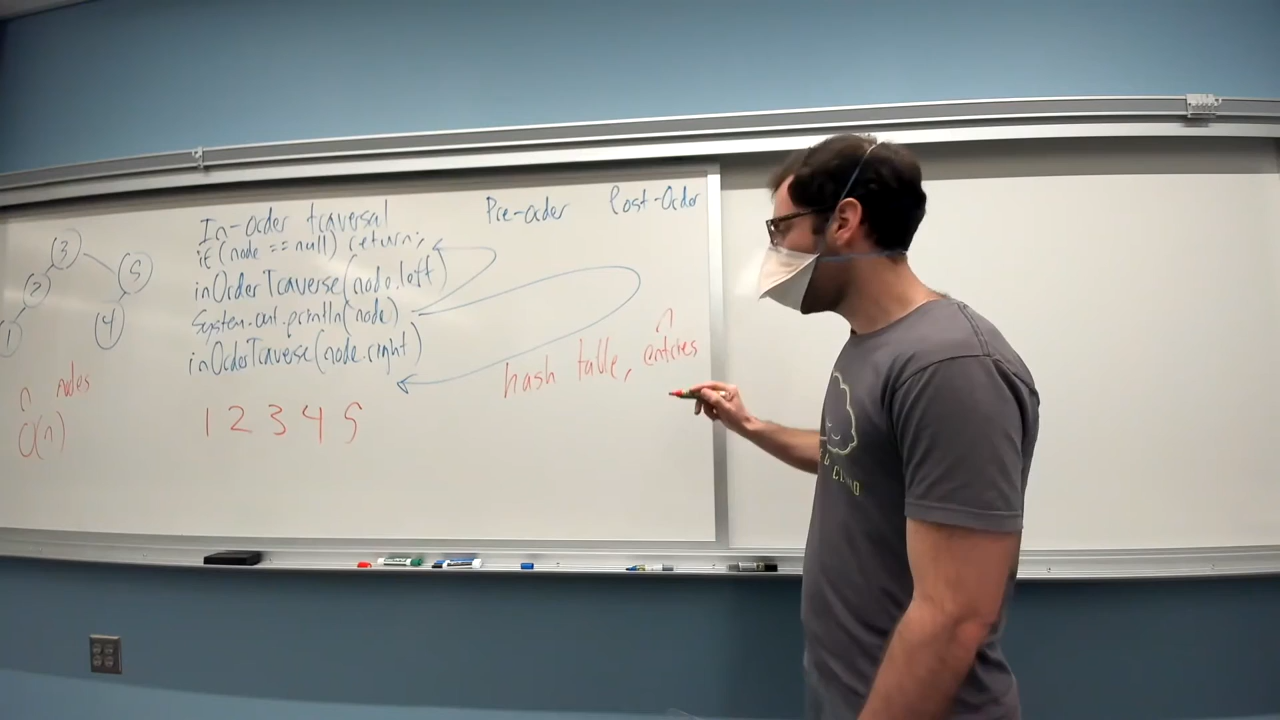 In-order traversal
if (node == null) return;
inOrderTraverse(node.left)
System.out.println(node)
inOrderTraverse(node.right)
1 2 3 4 5
Pre-order
Post-Order
3
2
5
1
4
n nodes
O(n)
n
hash table, entries